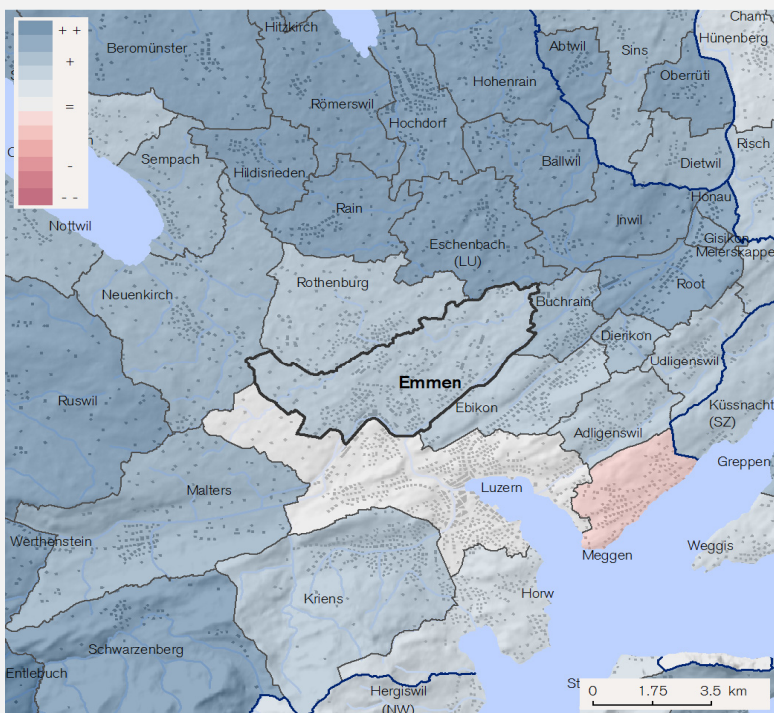 + +
+
=
-
- -
Hitzkirch
Beromünster
Abtwil
Sins
Cham
Hünenberg
Hohenrain
Oberrüti
Römerswil
Hochdorf
Risch
Sempach
Hildisrieden
Ballwil
Dietwil
Honau
Rain
Inwil
Nottwil
Gisikon
Eschenbach
(LU)
Meierskappe
Rothenburg
Root
Neuenkirch
Buchrain
Dierikon
Udligenswil
Emmen
Ruswil
Ebikon
Küssnacht
(SZ)
Adligenswil
Greppen
Malters
Luzern
Werthenstein
Meggen
Weggis
Kriens
Horw
Schwarzenberg
Entlebuch
St
Hergiswil
(NW)
0 1.75 3.5 km